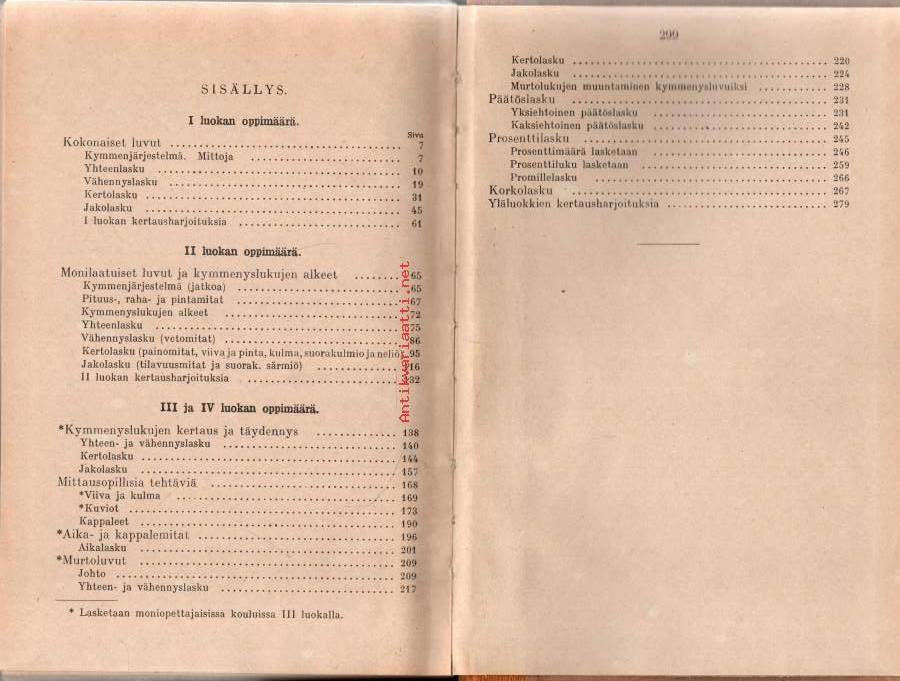 SISÄLLYS.
I luokan oppimäärä.
Sivu
Kokonaiset luvut 7
Kymmenjärjestelmä. Mittoja 7
Yhteenlasku 10
Vähennyslasku 19
Kertolasku 31
Jakolasku 45
I luokan kertausharjoituksia 61
II luokan oppimäärä.
Monilaatuiset luvut ja kymmenyslukujen alkeet 65
Kymmenjärjestelmä (jatkoa) 65
Pituus-, raha- ja pintamitat 67
Kymmenyslukujen alkeet 72
Yhteenlasku 75
Vähennyslasku (vetomitat) 86
Kertolasku (painomitat, viiva ja pinta, kulma, suorakulmio ja neliö) 95
Jakolasku (tilavuusmitat ja suorak. särmiö) 116
II luokan kertausharjoituksia 132
III ja IV luokan oppimäärä.
*Kymmenyslukujen kertaus ja täydennys 138
Yhteen- ja vähennyslasku 140
Kertolasku 144
Jakolasku 157
Mittausopillisia tehtäviä 168
*Viiva ja kulma 169
*Kuviot 173
Kappaleet 190
*Aika- ja kappalemitat 196
Aikalasku 201
*Murtoluvut 209
Johto 209
Yhteen- ja vähennyslasku 217
* Lasketaan moniopettajaisissa kouluissa III luokalla.
Antikvariaatti.net
299
Kertolasku 220
Jakolasku 224
Murtolukujen muuntaminen kymmenysluvuiksi 228
Päätöslasku 231
Yksiehtoinen päätöslasku 231
Kaksiehtoinen päätöslasku 242
Prosenttilasku 245
Prosenttimäärä lasketaan 246
Prosenttiluku lasketaan 259
Promillelasku 266
Korkolasku 267
Yläluokkien kertausharjoituksia 279